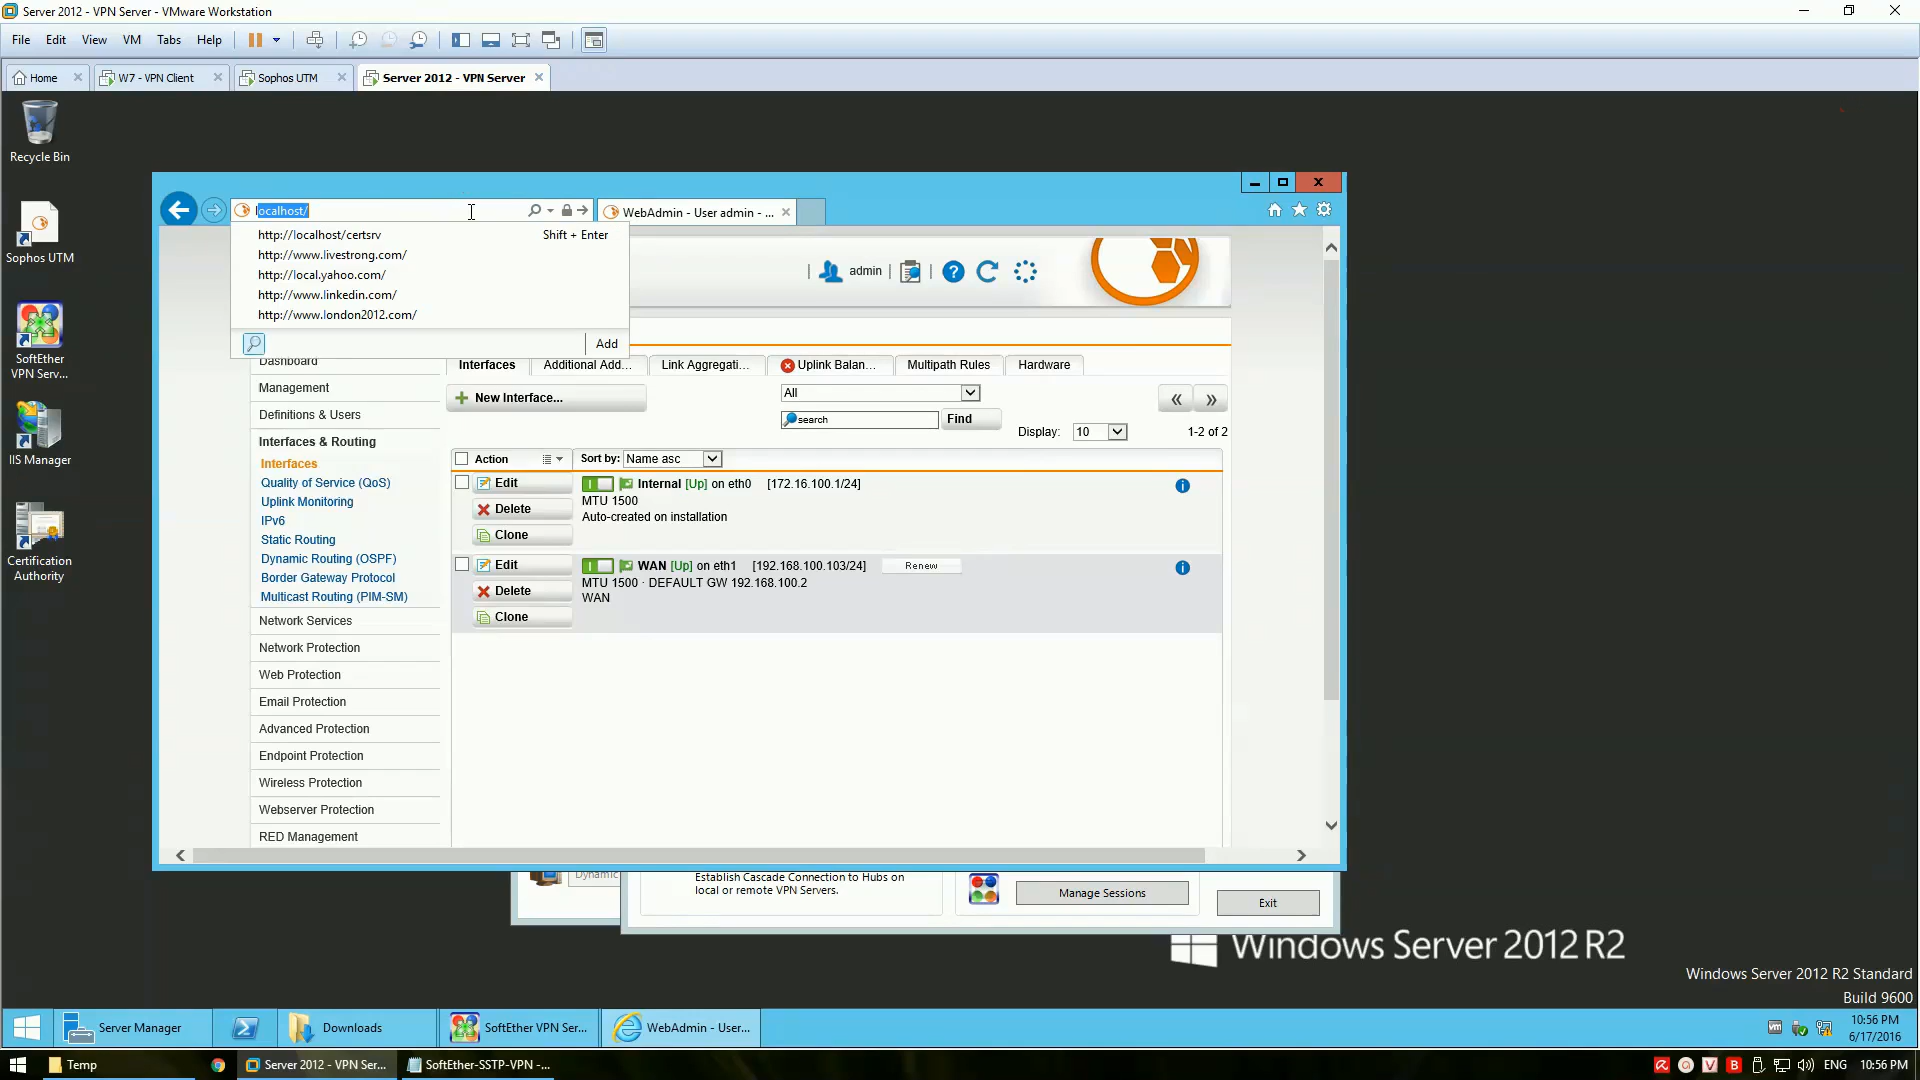 Server 2012 - VPN Server - VMware Workstation
File Edit View VM Tabs Help
Home W7 - VPN Client Sophos UTM Server 2012 - VPN Server
Recycle Bin
Sophos UTM
SoftEther
VPN Serv...
IIS Manager
Certification
Authority
localhost/
WebAdmin - User admin - ...
http://localhost/certsrv Shift + Enter
http://www.livestrong.com/
http://local.yahoo.com/
http://www.linkedin.com/
http://www.london2012.com/
Add
admin
Dashboard
Management
Definitions & Users
Interfaces & Routing
Interfaces
Quality of Service (QoS)
Uplink Monitoring
IPv6
Static Routing
Dynamic Routing (OSPF)
Border Gateway Protocol
Multicast Routing (PIM-SM)
Network Services
Network Protection
Web Protection
Email Protection
Advanced Protection
Endpoint Protection
Wireless Protection
Webserver Protection
RED Management
Interfaces Additional Add... Link Aggregati... Uplink Balan... Multipath Rules Hardware
New Interface...
All
search Find
Display: 10 1-2 of 2
Action Sort by: Name asc
Edit Internal [Up] on eth0 [172.16.100.1/24]
MTU 1500
Delete Auto-created on installation
Clone
Edit WAN [Up] on eth1 [192.168.100.103/24] Renew
MTU 1500 · DEFAULT GW 192.168.100.2
Delete WAN
Clone
Dynamic
Establish Cascade Connection to Hubs on
local or remote VPN Servers.
Manage Sessions
Exit
Windows Server 2012 R2
Windows Server 2012 R2 Standard
Build 9600
Server Manager Downloads SoftEther VPN Ser... WebAdmin - User...
10:56 PM
6/17/2016
Temp Server 2012 - VPN Ser... SoftEther-SSTP-VPN -...
ENG 10:56 PM